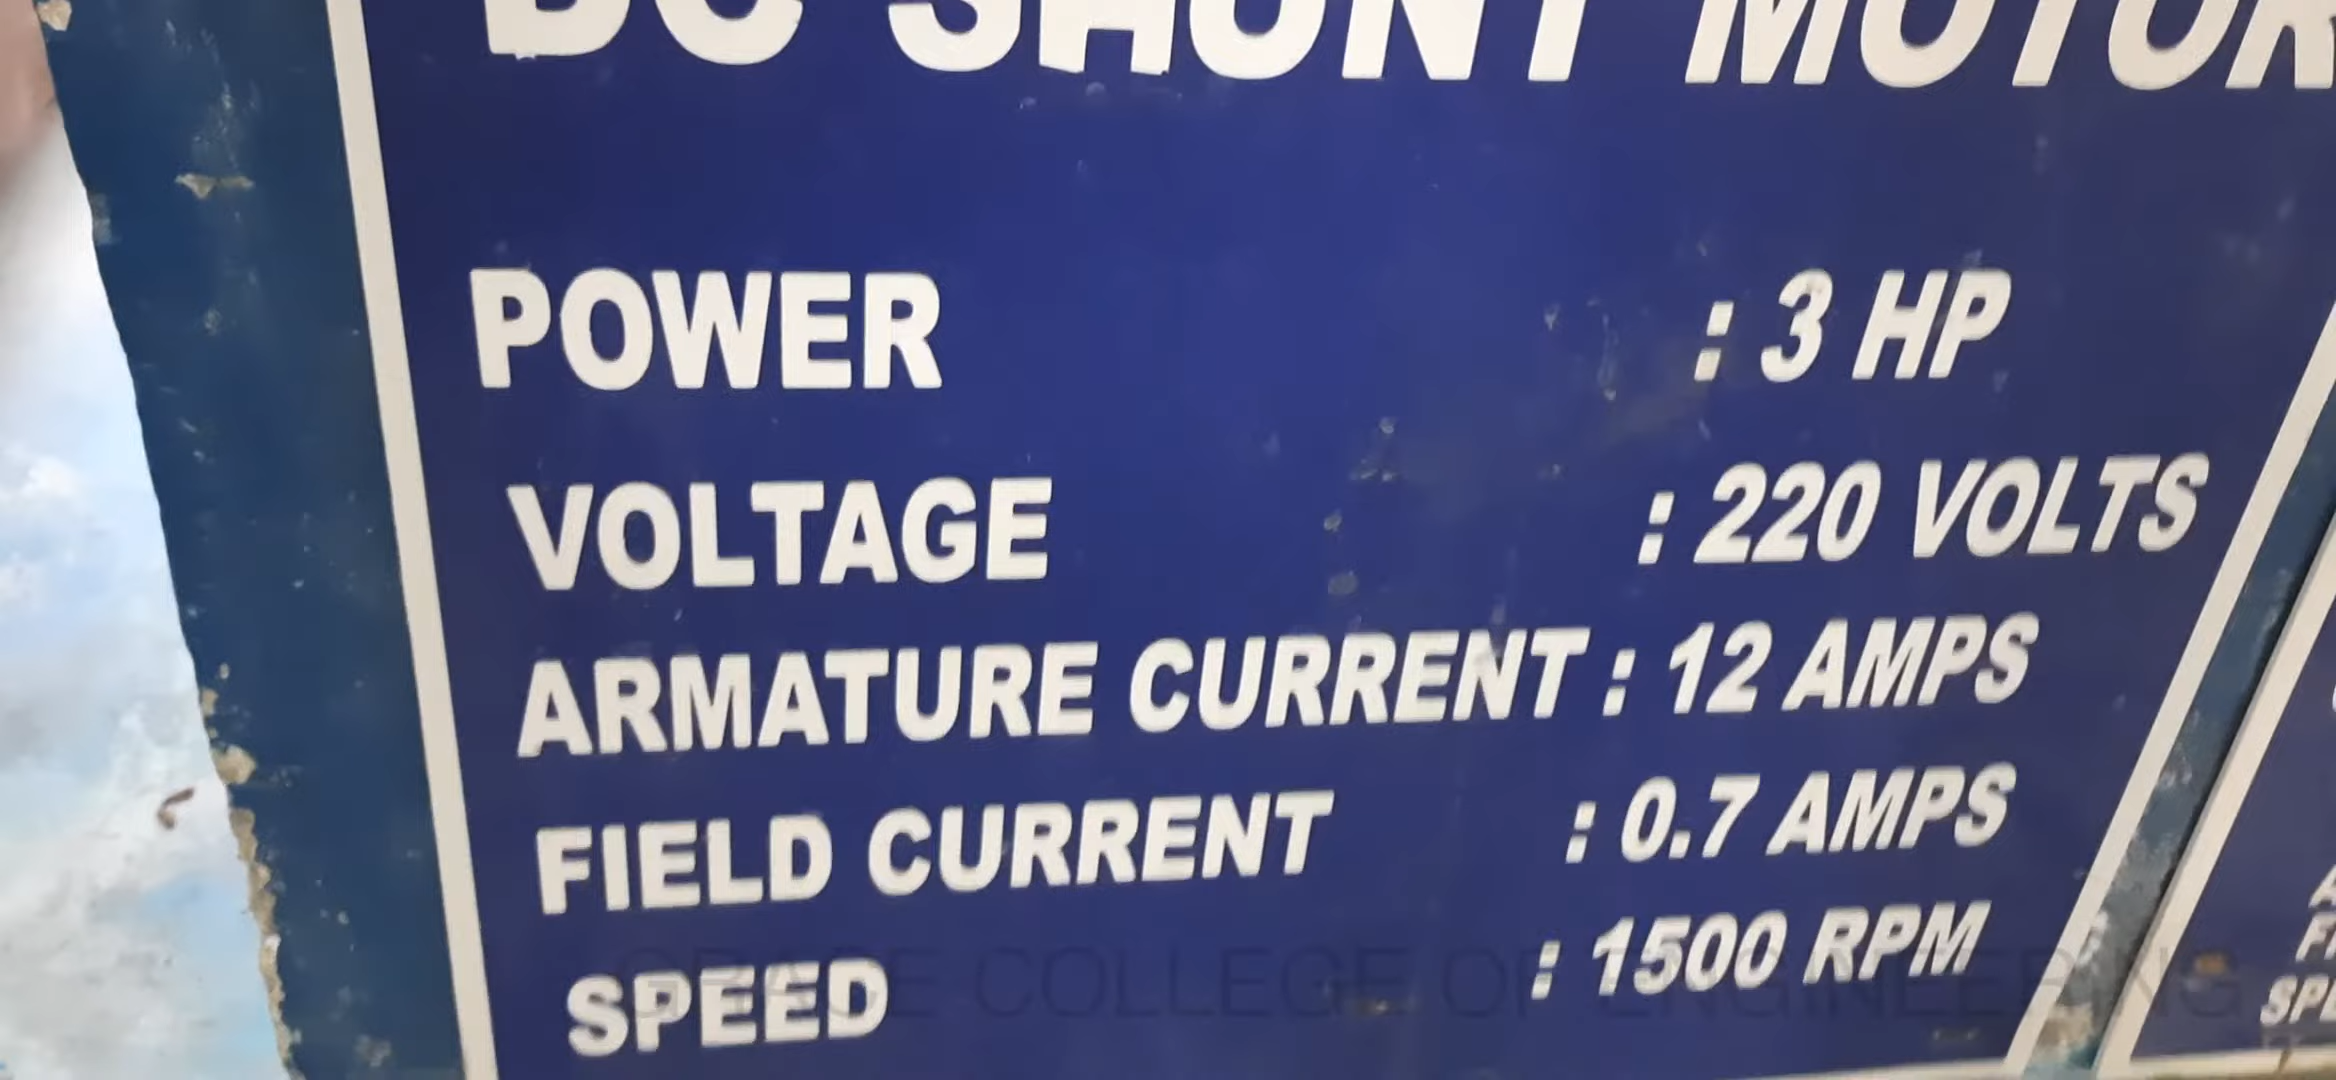 DC SHUNT MOTOR
POWER : 3 HP
VOLTAGE : 220 VOLTS
ARMATURE CURRENT : 12 AMPS
FIELD CURRENT : 0.7 AMPS
SPEED : 1500 RPM
GRACE COLLEGE OF ENGINEERING